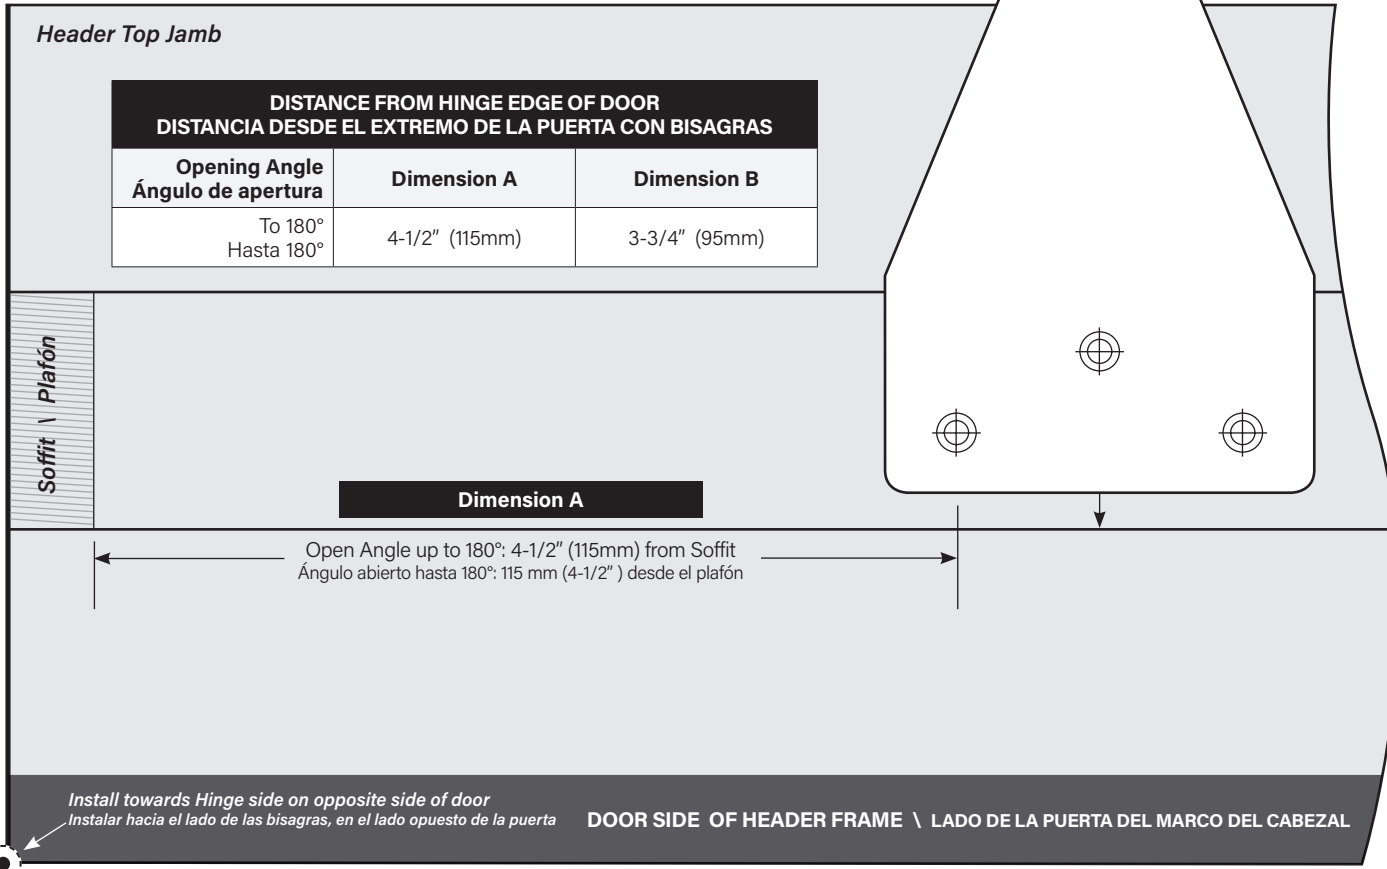 Header Top Jamb
DISTANCE FROM HINGE EDGE OF DOOR
DISTANCIA DESDE EL EXTREMO DE LA PUERTA CON BISAGRAS
Opening Angle
Ángulo de apertura
Dimension A
Dimension B
To 180°
Hasta 180°
4-1/2" (115mm)
3-3/4" (95mm)
Soffit \ Plafón
Dimension A
Open Angle up to 180°: 4-1/2" (115mm) from Soffit
Ángulo abierto hasta 180°: 115 mm (4-1/2" ) desde el plafón
Install towards Hinge side on opposite side of door
Instalar hacia el lado de las bisagras, en el lado opuesto de la puerta
DOOR SIDE OF HEADER FRAME \ LADO DE LA PUERTA DEL MARCO DEL CABEZAL